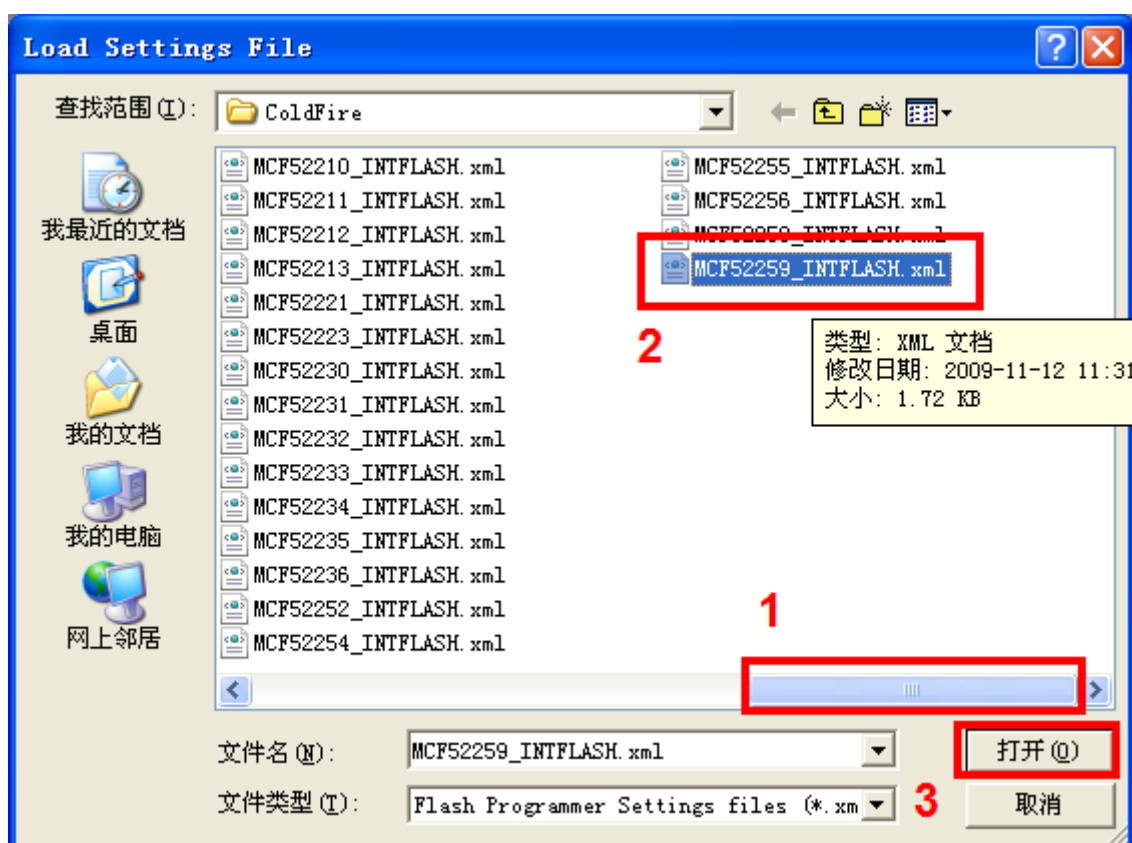 Load Settings File
查找范围(I):
ColdFire
我最近的文档
桌面
我的文档
我的电脑
网上邻居
MCF52210_INTFLASH.xml
MCF52211_INTFLASH.xml
MCF52212_INTFLASH.xml
MCF52213_INTFLASH.xml
MCF52221_INTFLASH.xml
MCF52223_INTFLASH.xml
MCF52230_INTFLASH.xml
MCF52231_INTFLASH.xml
MCF52232_INTFLASH.xml
MCF52233_INTFLASH.xml
MCF52234_INTFLASH.xml
MCF52235_INTFLASH.xml
MCF52236_INTFLASH.xml
MCF52252_INTFLASH.xml
MCF52254_INTFLASH.xml
MCF52255_INTFLASH.xml
MCF52256_INTFLASH.xml
MCF52259_INTFLASH.xml
2
类型: XML 文档
修改日期: 2009-11-12 11:31
大小: 1.72 KB
1
文件名(N):
MCF52259_INTFLASH.xml
打开(O)
文件类型(T):
Flash Programmer Settings files (*.xm
3
取消